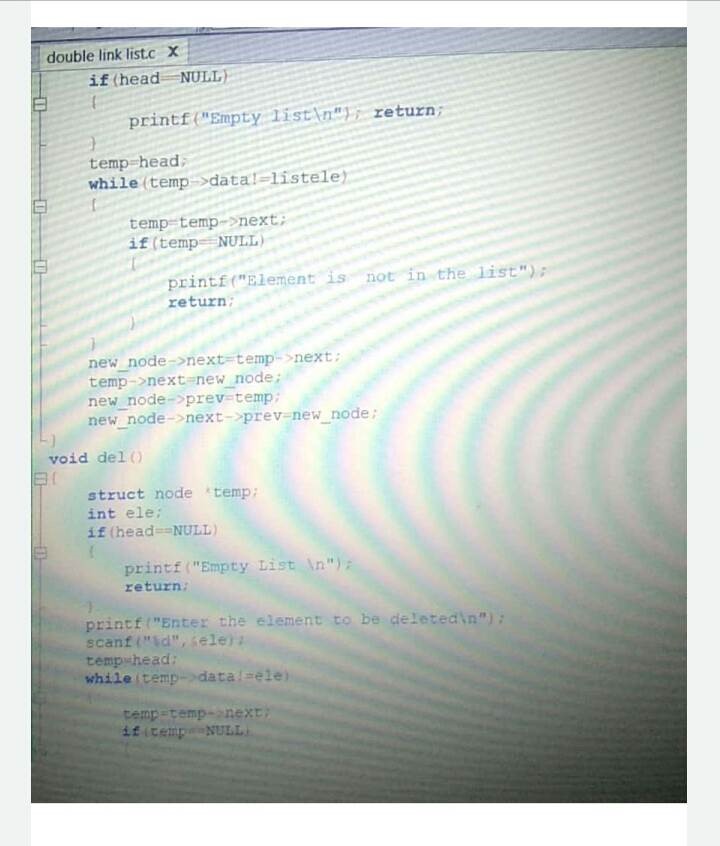 double link list.c X
if(head==NULL)
{
printf("Empty list\n"); return;
}
temp=head;
while(temp->data!=listele)
{
temp=temp->next;
if(temp==NULL)
{
printf("Element is not in the list");
return;
}
}
new_node->next=temp->next;
temp->next=new_node;
new_node->prev=temp;
new_node->next->prev=new_node;
}
void del()
{
struct node *temp;
int ele;
if(head==NULL)
{
printf("Empty List \n");
return;
}
printf("Enter the element to be deleted\n");
scanf("%d",&ele);
temp=head;
while(temp->data!=ele)
{
temp=temp->next;
if(temp==NULL)
{